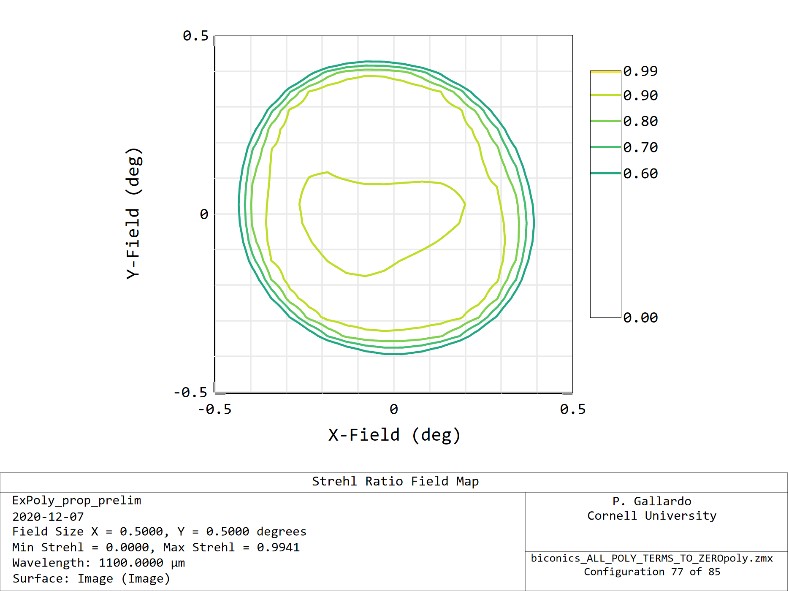 0.5
0
-0.5
Y-Field (deg)
-0.5
0
0.5
X-Field (deg)
0.99
0.90
0.80
0.70
0.60
0.00
Strehl Ratio Field Map
ExPoly_prop_prelim
2020-12-07
Field Size X = 0.5000, Y = 0.5000 degrees
Min Strehl = 0.0000, Max Strehl = 0.9941
Wavelength: 1100.0000 µm
Surface: Image (Image)
P. Gallardo
Cornell University
biconics_ALL_POLY_TERMS_TO_ZEROpoly.zmx
Configuration 77 of 85